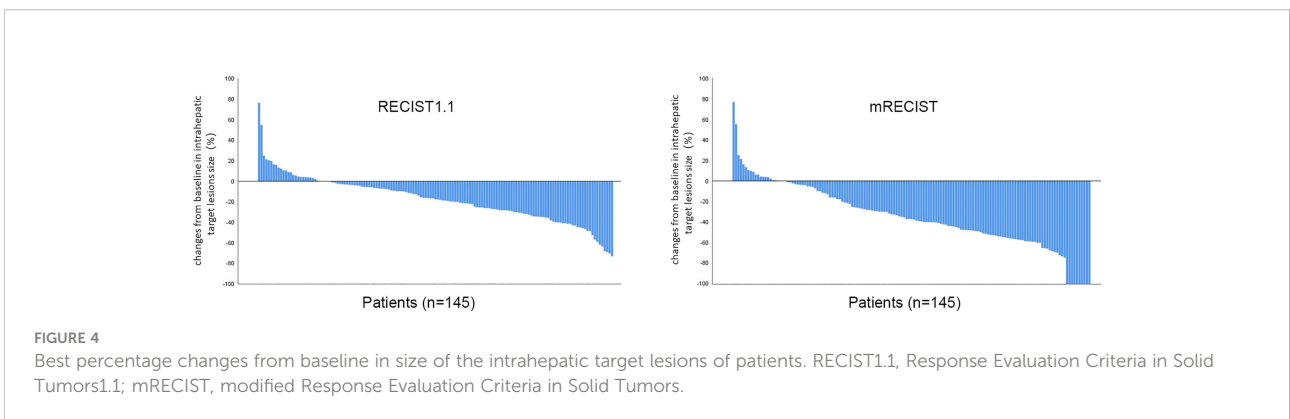 changes from baseline in intrahepatic
target lesions size (%)
100
80
60
40
20
0
-20
-40
-60
-80
-100
RECIST1.1
Patients (n=145)
changes from baseline in intrahepatic
target lesions size (%)
100
80
60
40
20
0
-20
-40
-60
-80
-100
mRECIST
Patients (n=145)
FIGURE 4
Best percentage changes from baseline in size of the intrahepatic target lesions of patients. RECIST1.1, Response Evaluation Criteria in Solid
Tumors1.1; mRECIST, modified Response Evaluation Criteria in Solid Tumors.